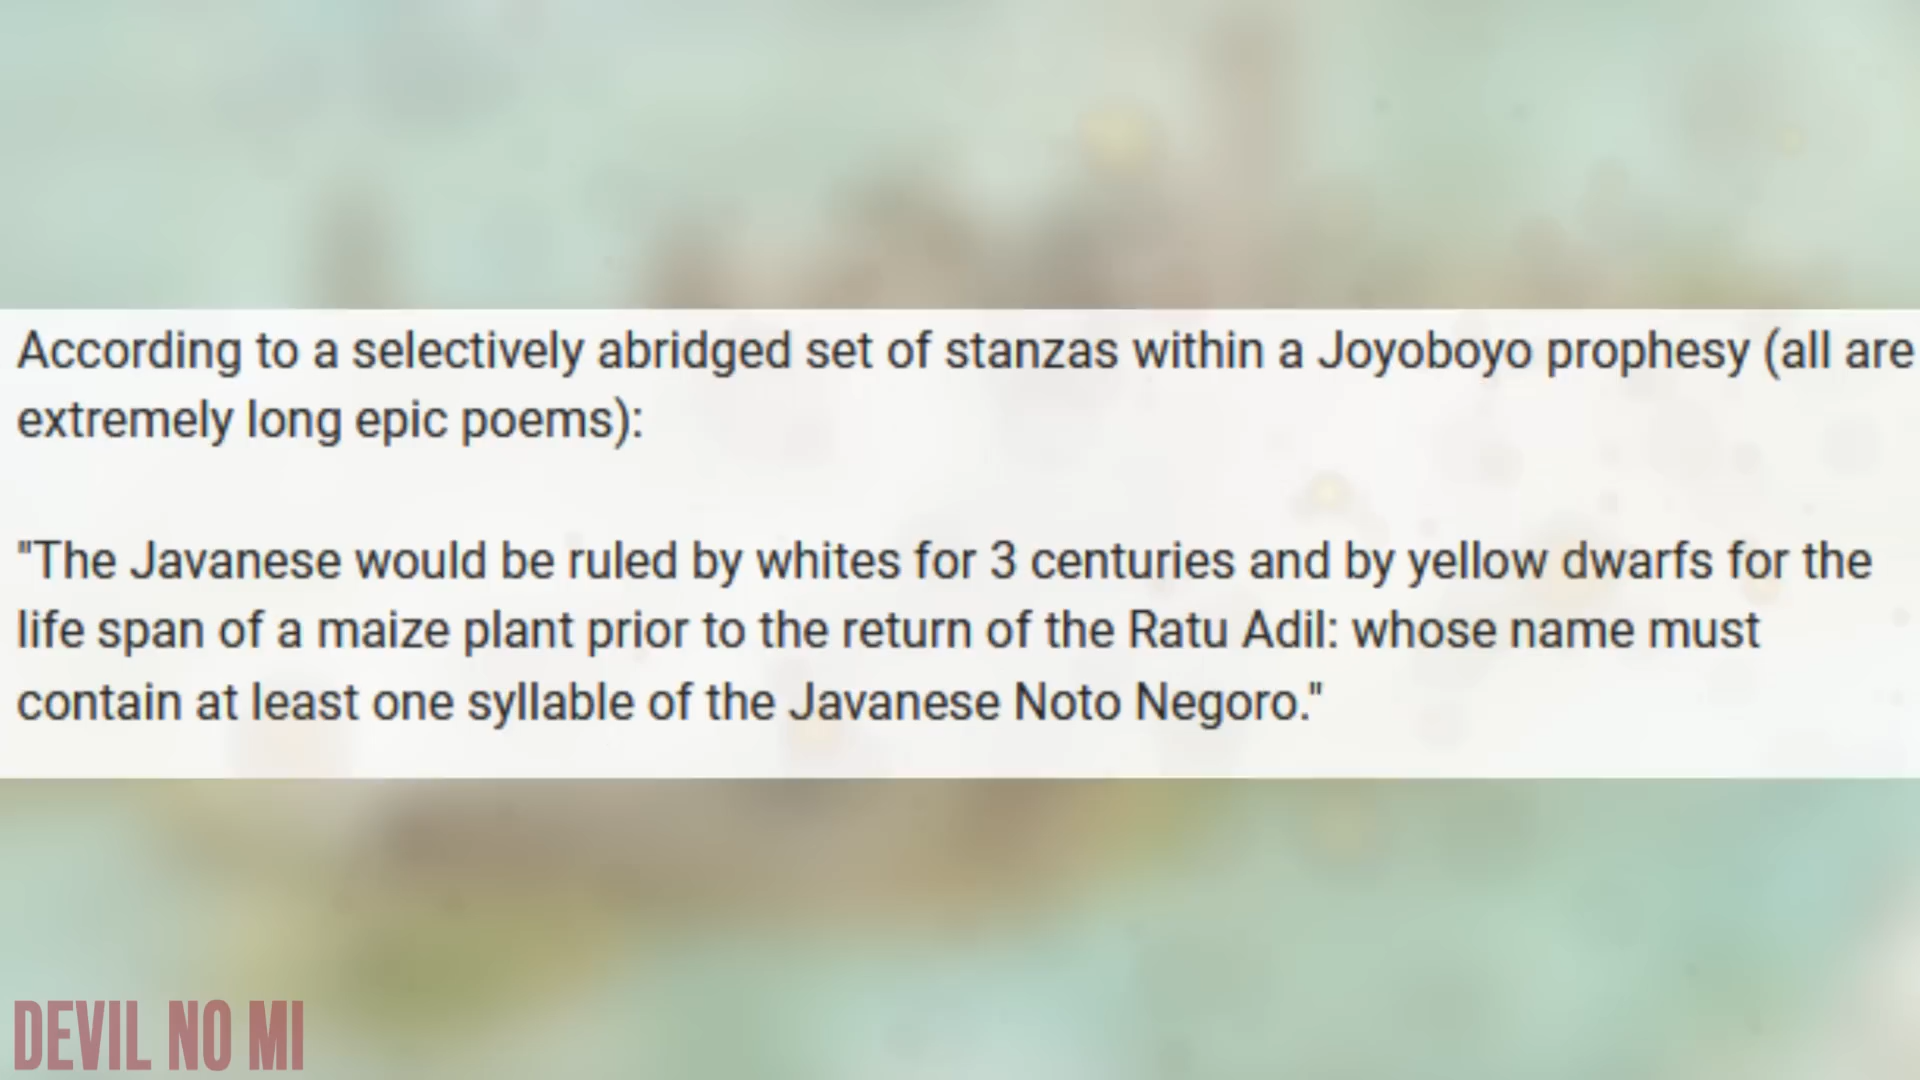 According to a selectively abridged set of stanzas within a Joyoboyo prophesy (all are
extremely long epic poems):
"The Javanese would be ruled by whites for 3 centuries and by yellow dwarfs for the
life span of a maize plant prior to the return of the Ratu Adil: whose name must
contain at least one syllable of the Javanese Noto Negoro."
DEVIL NO MI